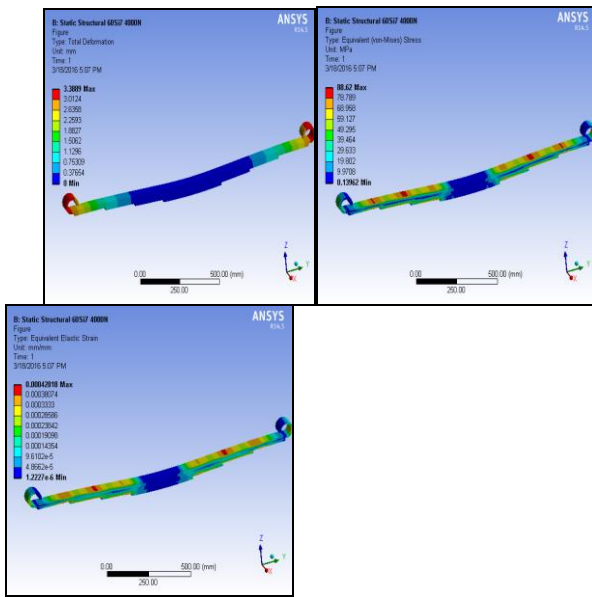 B: Static Structural 60Si7 4000N
Figure
Type: Total Deformation
Unit: mm
Time: 1
3/18/2016 5:07 PM
ANSYS
R14.5
3.3889 Max
3.0124
2.6358
2.2593
1.8827
1.5062
1.1296
0.75309
0.37654
0 Min
0.00
500.00 (mm)
250.00
Z
Y
X
B: Static Structural 60Si7 4000N
Figure
Type: Equivalent (von-Mises) Stress
Unit: MPa
Time: 1
3/18/2016 5:07 PM
ANSYS
R14.5
88.62 Max
78.789
68.958
59.127
49.295
39.464
29.633
19.802
9.9708
0.13962 Min
0.00
500.00 (mm)
250.00
Z
Y
X
B: Static Structural 60Si7 4000N
Figure
Type: Equivalent Elastic Strain
Unit: mm/mm
Time: 1
3/18/2016 5:07 PM
ANSYS
R14.5
0.00042818 Max
0.00038074
0.0003333
0.00028586
0.00023842
0.00019098
0.00014354
9.6102e-5
4.8662e-5
1.2227e-6 Min
0.00
500.00 (mm)
250.00
Z
Y
X